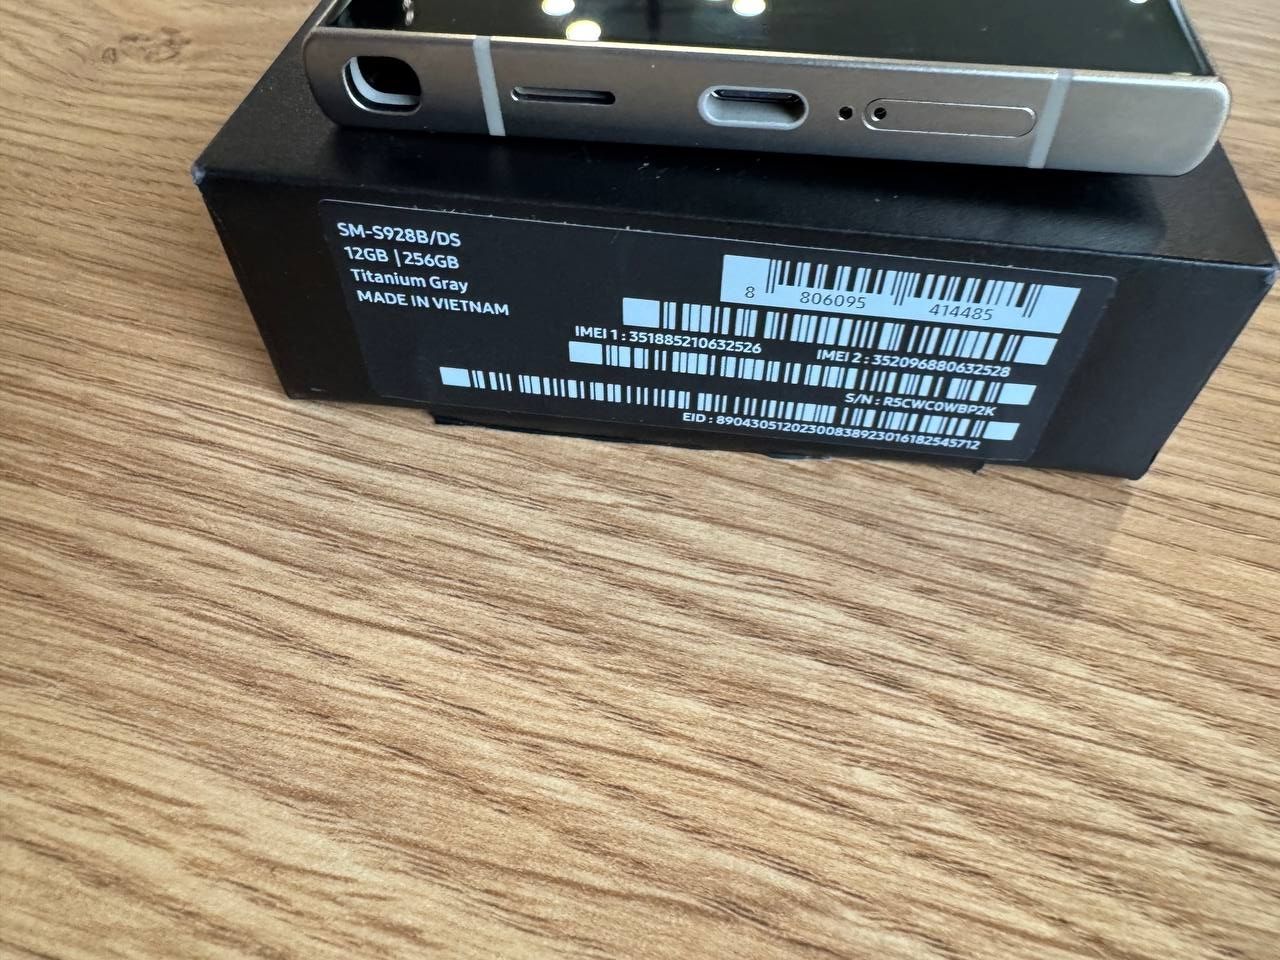 SM-S928B/DS
12GB | 256GB
Titanium Gray
MADE IN VIETNAM
8 806095 414485
IMEI 1 : 351885210632526
IMEI 2 : 352096880632528
S/N : R5CWC0WBP2K
EID : 89043051202300838923016182545712